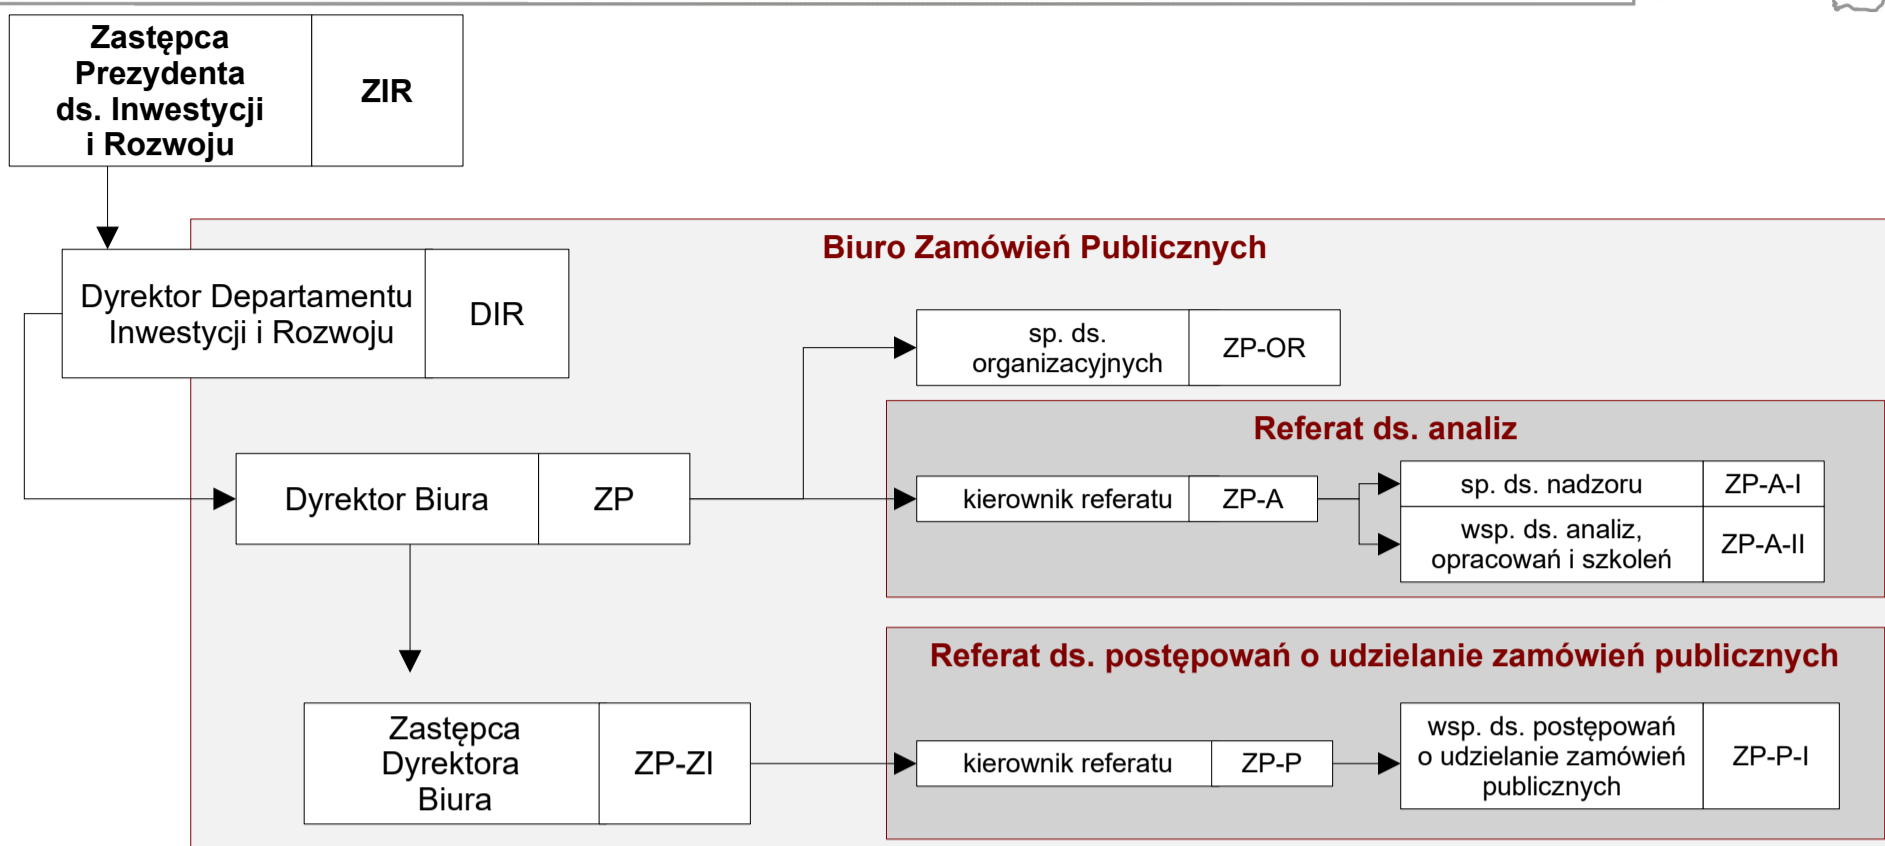 Zastępca
Prezydenta
ds. Inwestycji
i Rozwoju
ZIR
Biuro Zamówień Publicznych
Dyrektor Departamentu
Inwestycji i Rozwoju
DIR
sp. ds.
organizacyjnych
ZP-OR
Referat ds. analiz
Dyrektor Biura
ZP
kierownik referatu
ZP-A
sp. ds. nadzoru
ZP-A-I
wsp. ds. analiz,
opracowań i szkoleń
ZP-A-II
Referat ds. postępowań o udzielanie zamówień publicznych
Zastępca
Dyrektora
Biura
ZP-ZI
kierownik referatu
ZP-P
wsp. ds. postępowań
o udzielanie zamówień
publicznych
ZP-P-I